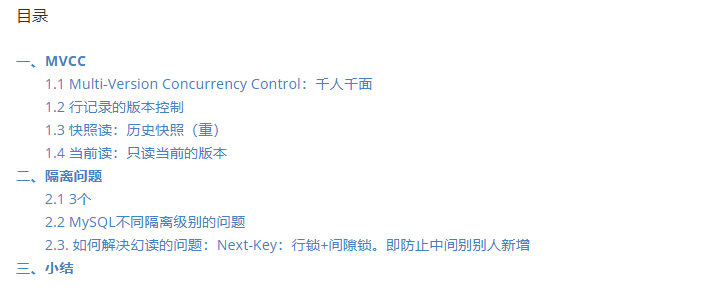 目录
一、MVCC
1.1 Multi-Version Concurrency Control：千人千面
1.2 行记录的版本控制
1.3 快照读：历史快照（重）
1.4 当前读：只读当前的版本
二、隔离问题
2.1 3个
2.2 MySQL不同隔离级别的问题
2.3. 如何解决幻读的问题：Next-Key：行锁+间隙锁。即防止中间别别人新增
三、小结